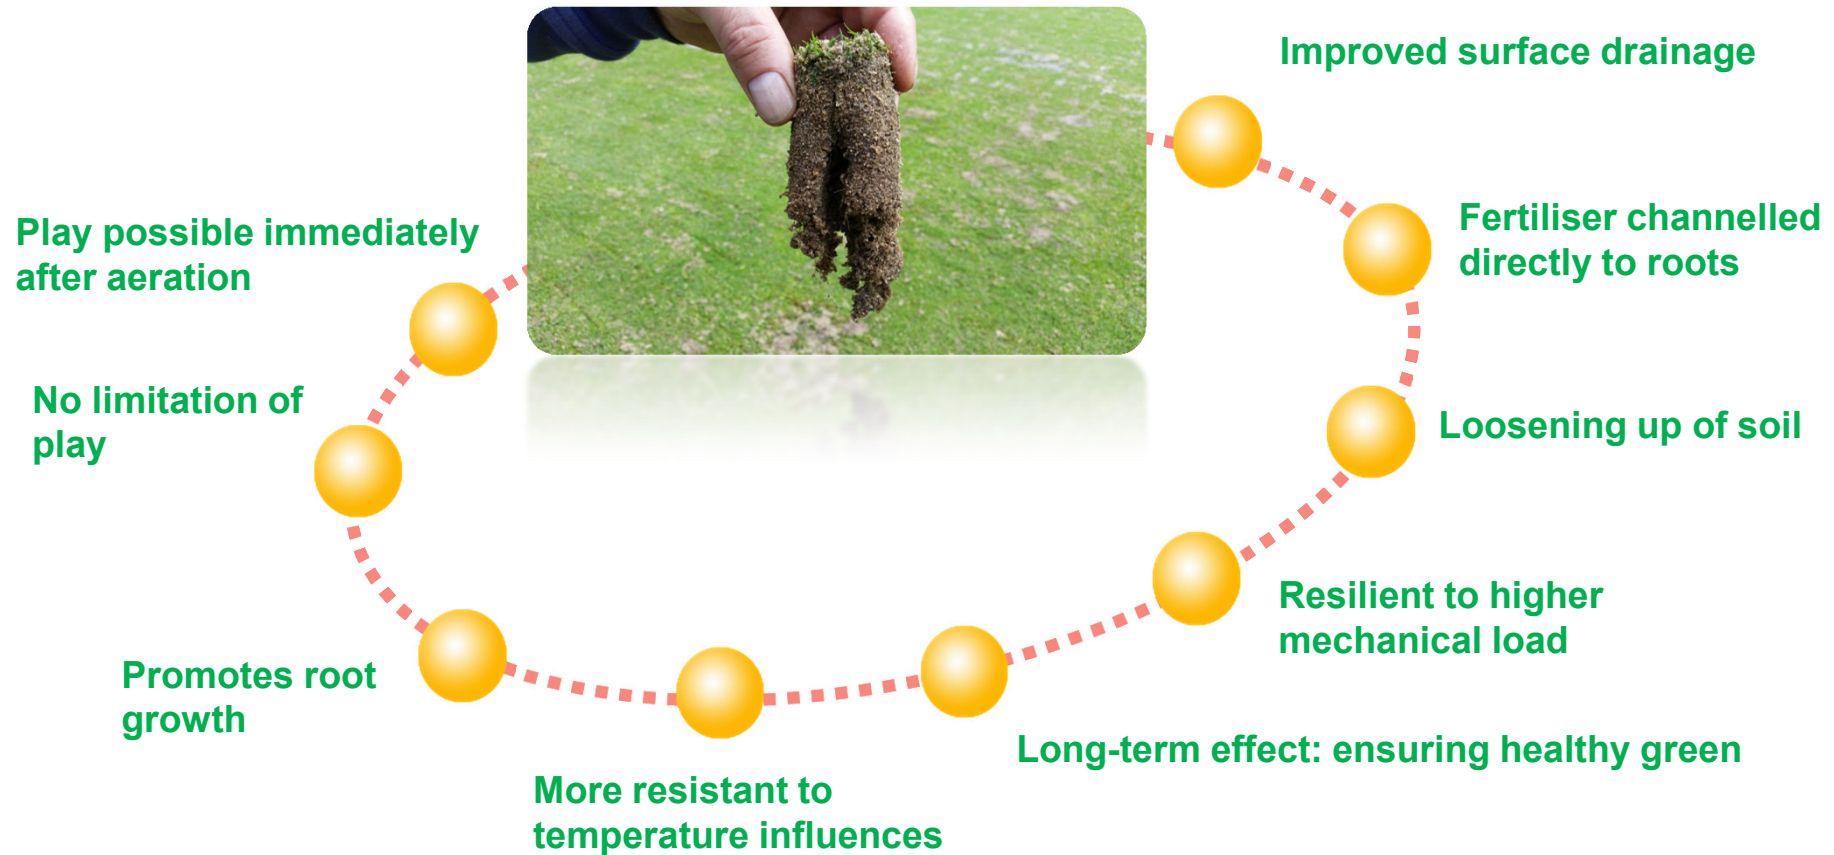 Improved surface drainage
Fertiliser channelled
directly to roots
Loosening up of soil
Resilient to higher
mechanical load
Long-term effect: ensuring healthy green
More resistant to
temperature influences
Promotes root
growth
No limitation of
play
Play possible immediately
after aeration